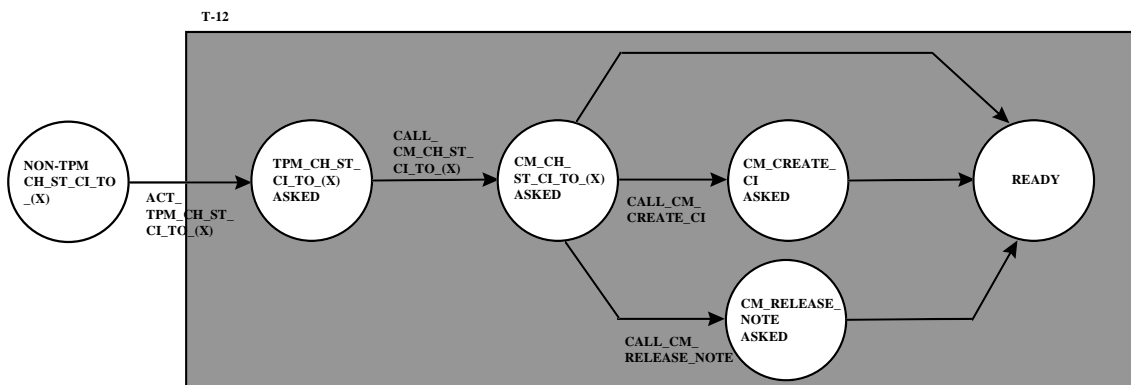 T-12
NON-TPM
CH_ST_CI_TO
_(X)
ACT_
TPM_CH_ST_
CI_TO_(X)
TPM_CH_ST_
CI_TO_(X)
ASKED
CALL_
CM_CH_ST_
CI_TO_(X)
CM_CH_
ST_CI_TO_(X)
ASKED
CALL_CM_
CREATE_CI
CM_CREATE_
CI
ASKED
READY
CALL_CM_
RELEASE_NOTE
CM_RELEASE_
NOTE
ASKED